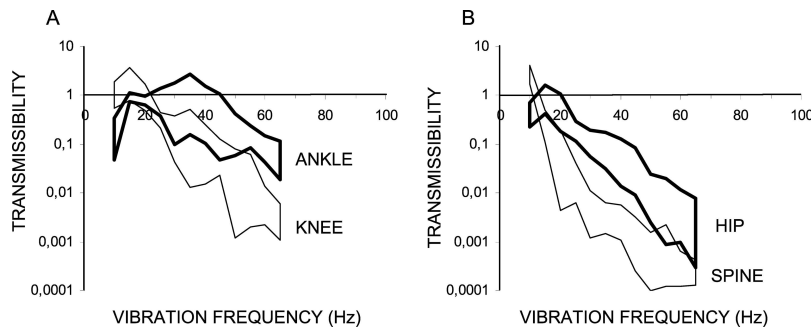 A
10
1
0,1
0,01
0,001
0,0001
0
20
40
60
80
100
TRANSMISSIBILITY
ANKLE
KNEE
VIBRATION FREQUENCY (Hz)
B
10
1
0,1
0,01
0,001
0,0001
0
20
40
60
80
100
TRANSMISSIBILITY
HIP
SPINE
VIBRATION FREQUENCY (Hz)